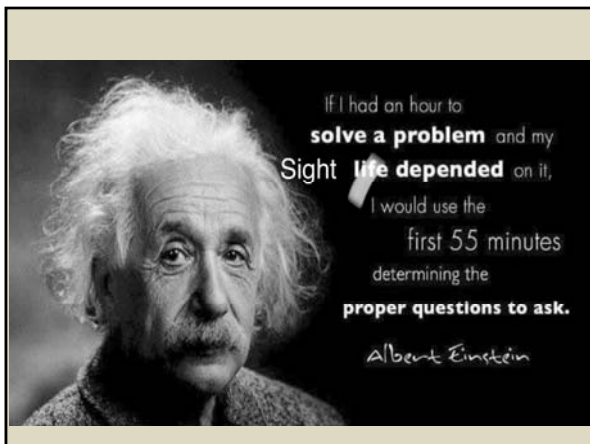 If I had an hour to
solve a problem and my
Sight life depended on it,
I would use the
first 55 minutes
determining the
proper questions to ask.
Albert Einstein